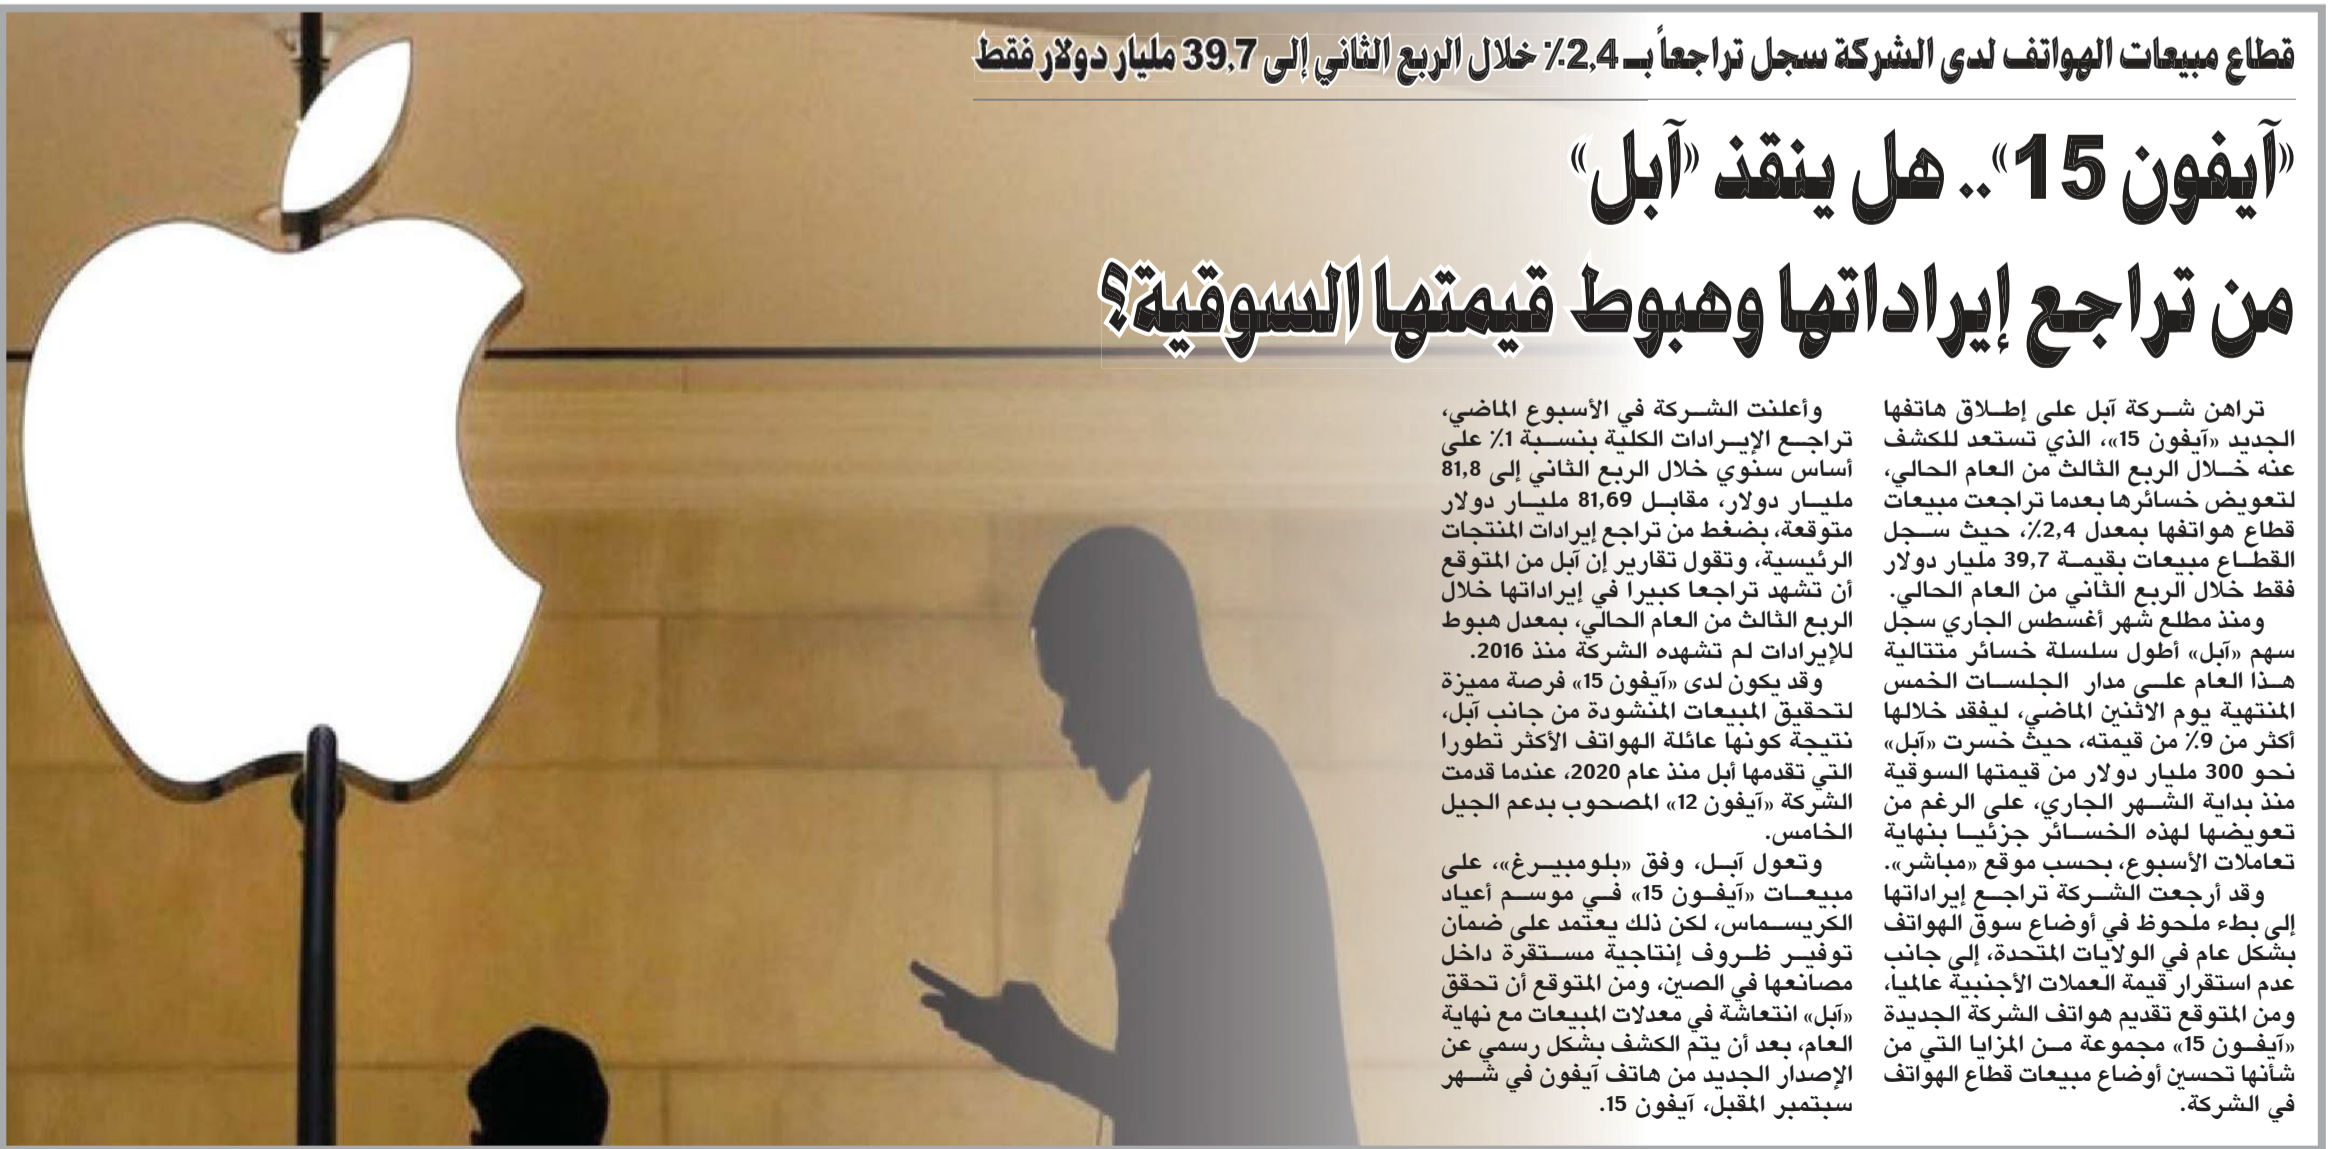 قطاع مبيعات الهواتف لدى الشركة سجل تراجعاً بـ 2,4٪ خلال الربع الثاني إلى 39,7 مليار دولار فقط
«آيفون 15».. هل ينقذ «آبل»
من تراجع إيراداتها وهبوط قيمتها السوقية؟
تراهن شركة آبل على إطلاق هاتفها
الجديد «آيفون 15»، الذي تستعد للكشف
عنه خلال الربع الثالث من العام الحالي،
لتعويض خسائرها بعدما تراجعت مبيعات
قطاع هواتفها بمعدل 2,4٪، حيث سجل
القطاع مبيعات بقيمة 39,7 مليار دولار
فقط خلال الربع الثاني من العام الحالي.
ومنذ مطلع شهر أغسطس الجاري سجل
سهم «آبل» أطول سلسلة خسائر متتالية
هذا العام على مدار الجلسات الخمس
المنتهية يوم الاثنين الماضي، ليفقد خلالها
أكثر من 9٪ من قيمته، حيث خسرت «آبل»
نحو 300 مليار دولار من قيمتها السوقية
منذ بداية الشهر الجاري، على الرغم من
تعويضها لهذه الخسائر جزئيا بنهاية
تعاملات الأسبوع، بحسب موقع «مباشر».
وقد أرجعت الشركة تراجع إيراداتها
إلى بطء ملحوظ في أوضاع سوق الهواتف
بشكل عام في الولايات المتحدة، إلى جانب
عدم استقرار قيمة العملات الأجنبية عالميا،
ومن المتوقع تقديم هواتف الشركة الجديدة
«آيفون 15» مجموعة من المزايا التي من
شأنها تحسين أوضاع مبيعات قطاع الهواتف
في الشركة.
وأعلنت الشركة في الأسبوع الماضي،
تراجع الإيرادات الكلية بنسبة 1٪ على
أساس سنوي خلال الربع الثاني إلى 81,8
مليار دولار، مقابل 81,69 مليار دولار
متوقعة، بضغط من تراجع إيرادات المنتجات
الرئيسية، وتقول تقارير إن آبل من المتوقع
أن تشهد تراجعا كبيرا في إيراداتها خلال
الربع الثالث من العام الحالي، بمعدل هبوط
للإيرادات لم تشهده الشركة منذ 2016.
وقد يكون لدى «آيفون 15» فرصة مميزة
لتحقيق المبيعات المنشودة من جانب آبل،
نتيجة كونها عائلة الهواتف الأكثر تطورا
التي تقدمها أبل منذ عام 2020، عندما قدمت
الشركة «آيفون 12» المصحوب بدعم الجيل
الخامس.
وتعول آبل، وفق «بلومبيرغ»، على
مبيعات «آيفون 15» في موسم أعياد
الكريسماس، لكن ذلك يعتمد على ضمان
توفير ظروف إنتاجية مستقرة داخل
مصانعها في الصين، ومن المتوقع أن تحقق
«آبل» انتعاشة في معدلات المبيعات مع نهاية
العام، بعد أن يتم الكشف بشكل رسمي عن
الإصدار الجديد من هاتف آيفون في شهر
سبتمبر المقبل، آيفون 15.